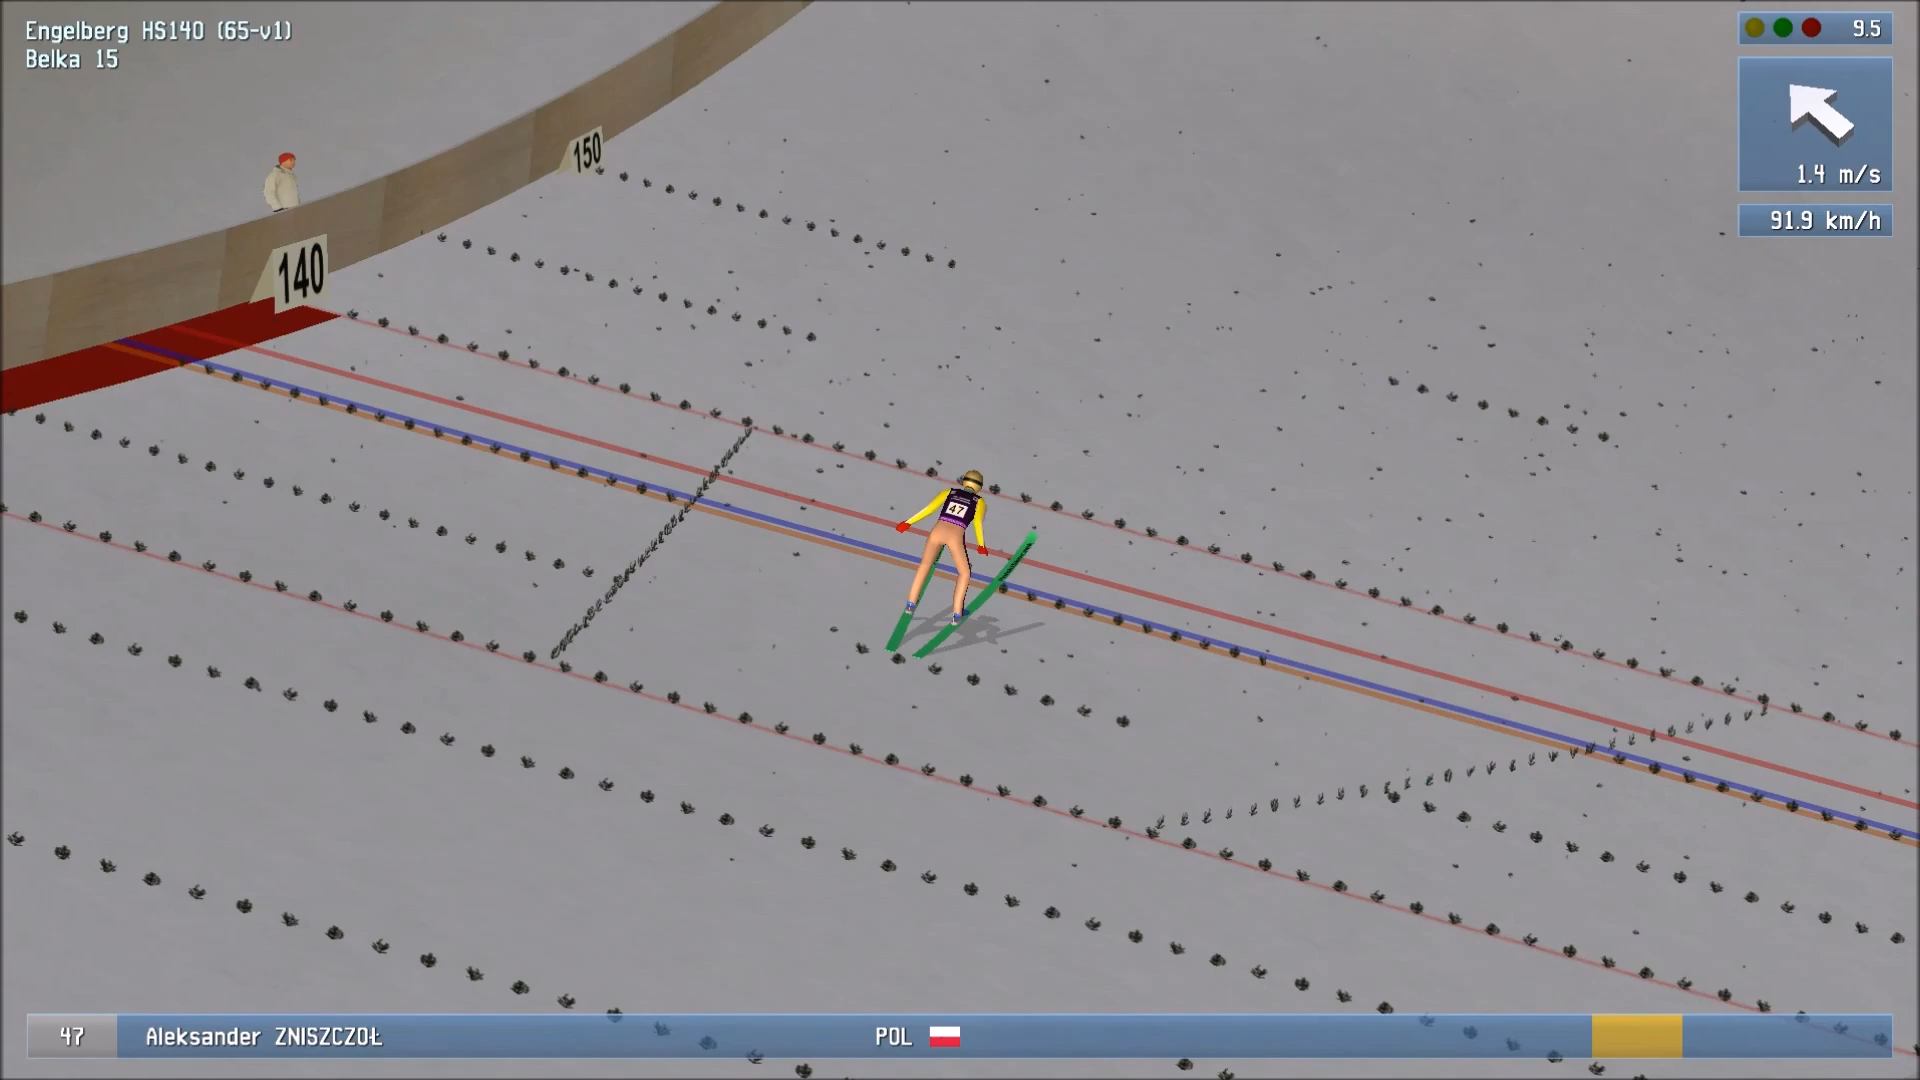 Engelberg HS140 (65-v1)
Belka 15
9.5
1.4 m/s
91.9 km/h
150
140
47
47 Aleksander ZNISZCZOŁ POL